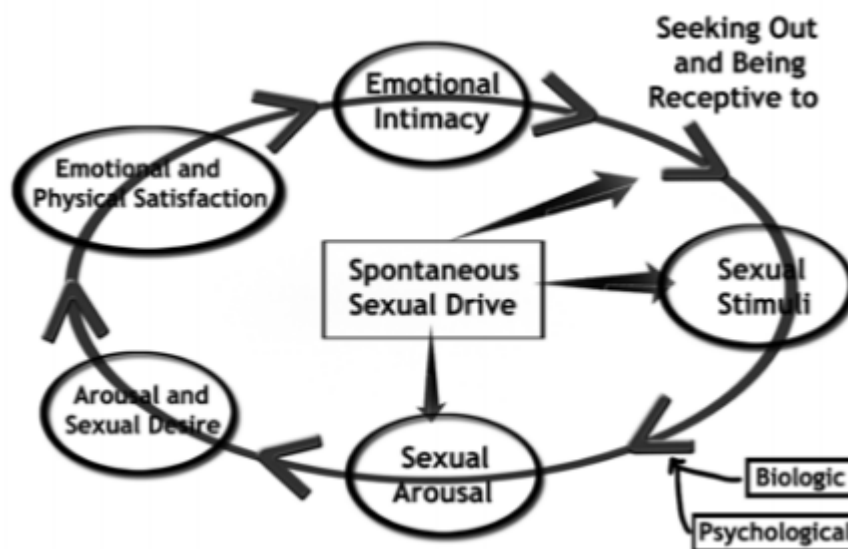 Seeking Out
and Being
Receptive to
Emotional
Intimacy
Emotional and
Physical Satisfaction
Spontaneous
Sexual Drive
Sexual
Stimuli
Arousal and
Sexual Desire
Sexual
Arousal
Biologic
Psychological